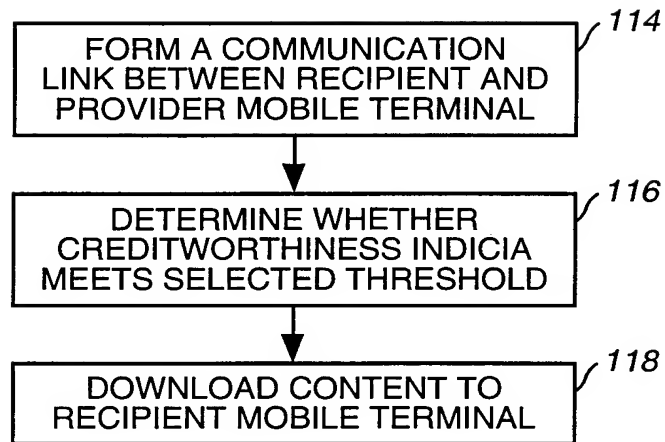 114
FORM A COMMUNICATION
LINK BETWEEN RECIPIENT AND
PROVIDER MOBILE TERMINAL
116
DETERMINE WHETHER
CREDITWORTHINESS INDICIA
MEETS SELECTED THRESHOLD
118
DOWNLOAD CONTENT TO
RECIPIENT MOBILE TERMINAL